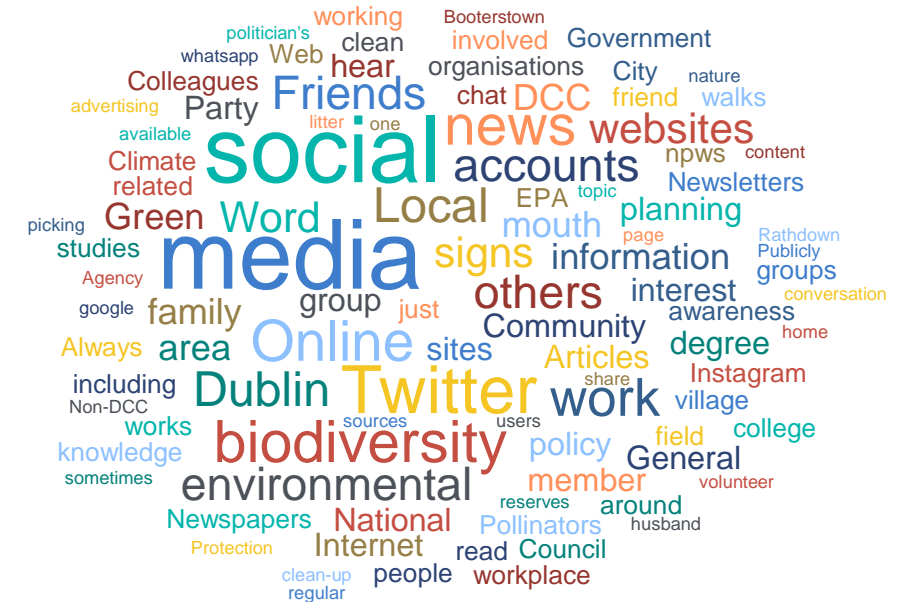 working
Booterstown
politician's
clean
involved
Government
whatsapp
Web
hear
organisations
City
nature
Colleagues
Friends
chat
DCC
friend
walks
advertising
Party
litter
one
news
websites
available
social
accounts
npws
content
Climate
related
EPA
topic
Newsletters
picking
Green
Word
Local
mouth
planning
page
Rathdown
studies
media
signs
information
Publicly
groups
Agency
others
interest
conversation
google
family
group
just
Community
awareness
home
Always
area
Online
sites
Articles
degree
including
Dublin
Twitter
work
share
Instagram
Non-DCC
village
works
sources
users
biodiversity
policy
field
college
knowledge
General
sometimes
environmental
member
volunteer
reserves
around
Newspapers
National
Pollinators
husband
Protection
Internet
read
Council
clean-up
people
workplace
regular